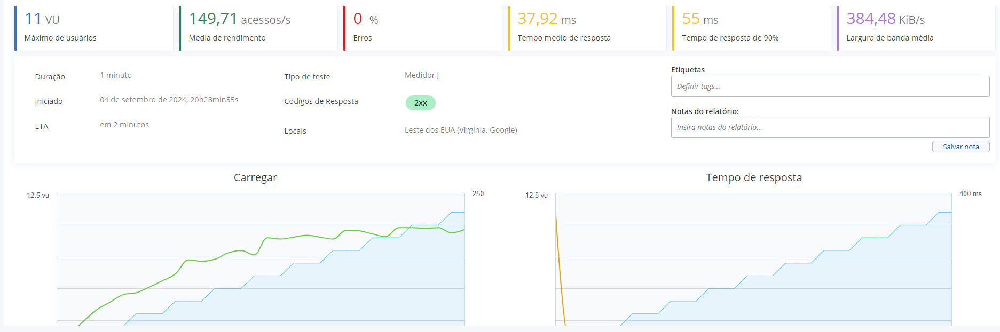 11 VU
Máximo de usuários
149,71 acessos/s
Média de rendimento
0 %
Erros
37,92 ms
Tempo médio de resposta
55 ms
Tempo de resposta de 90%
384,48 KiB/s
Largura de banda média
Duração 1 minuto
Iniciado 04 de setembro de 2024, 20h28min55s
ETA em 2 minutos
Tipo de teste Medidor J
Códigos de Resposta 2xx
Locais Leste dos EUA (Virgínia, Google)
Etiquetas
Definir tags...
Notas do relatório:
Insira notas do relatório...
Salvar nota
Carregar
12.5 vu
250
Tempo de resposta
12.5 vu
400 ms